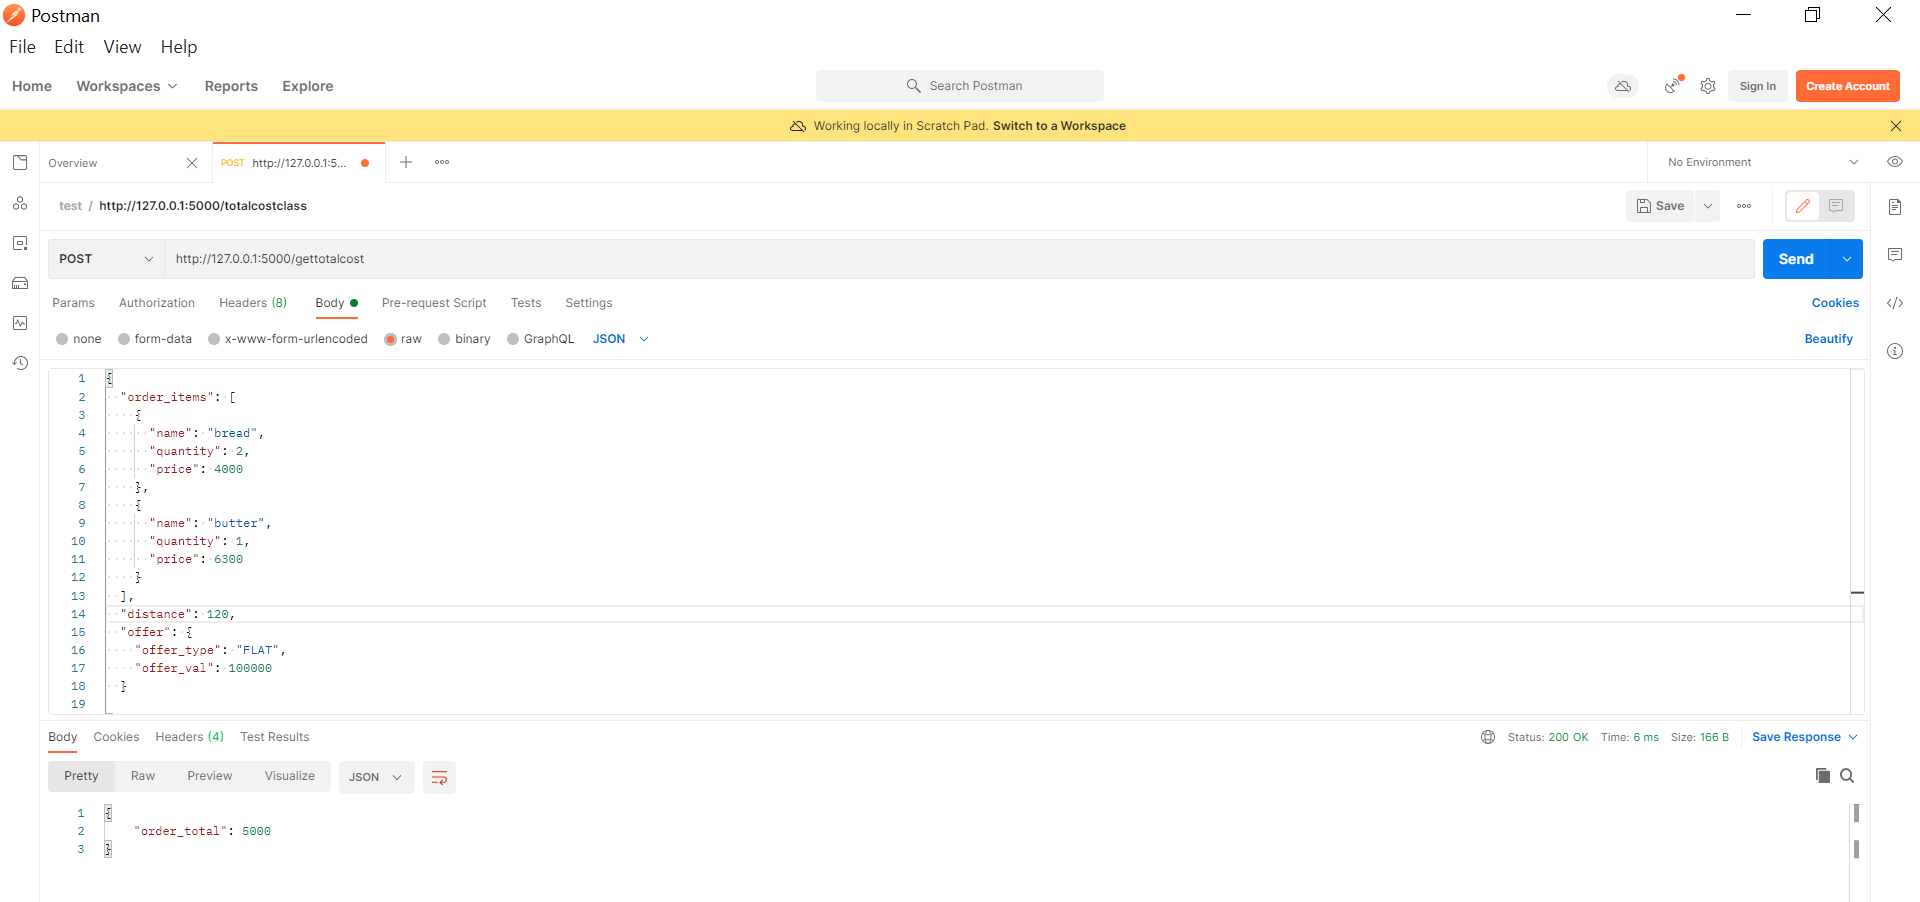 Postman
File Edit View Help
Home Workspaces Reports Explore Search Postman Sign In Create Account
Working locally in Scratch Pad. Switch to a Workspace
Overview POST http://127.0.0.1:5... No Environment
test / http://127.0.0.1:5000/totalcostclass Save
POST http://127.0.0.1:5000/gettotalcost Send
Params Authorization Headers (8) Body Pre-request Script Tests Settings Cookies
none form-data x-www-form-urlencoded raw binary GraphQL JSON Beautify
1 {
2 "order_items": [
3 {
4 "name": "bread",
5 "quantity": 2,
6 "price": 4000
7 },
8 {
9 "name": "butter",
10 "quantity": 1,
11 "price": 6300
12 }
13 ],
14 "distance": 120,
15 "offer": {
16 "offer_type": "FLAT",
17 "offer_val": 100000
18 }
19
Body Cookies Headers (4) Test Results Status: 200 OK Time: 6 ms Size: 166 B Save Response
Pretty Raw Preview Visualize JSON
1 {
2 "order_total": 5000
3 }